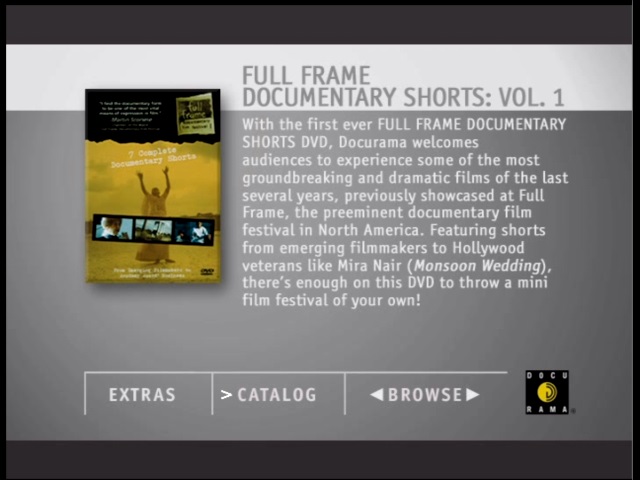 FULL FRAME
DOCUMENTARY SHORTS: VOL. 1
With the first ever FULL FRAME DOCUMENTARY
SHORTS DVD, Docurama welcomes
audiences to experience some of the most
groundbreaking and dramatic films of the last
several years, previously showcased at Full
Frame, the preeminent documentary film
festival in North America. Featuring shorts
from emerging filmmakers to Hollywood
veterans like Mira Nair (Monsoon Wedding),
there's enough on this DVD to throw a mini
film festival of your own!
full
frame
7 Complete
Documentary Shorts
EXTRAS
>CATALOG
◀BROWSE▶
DOCU
RAMA